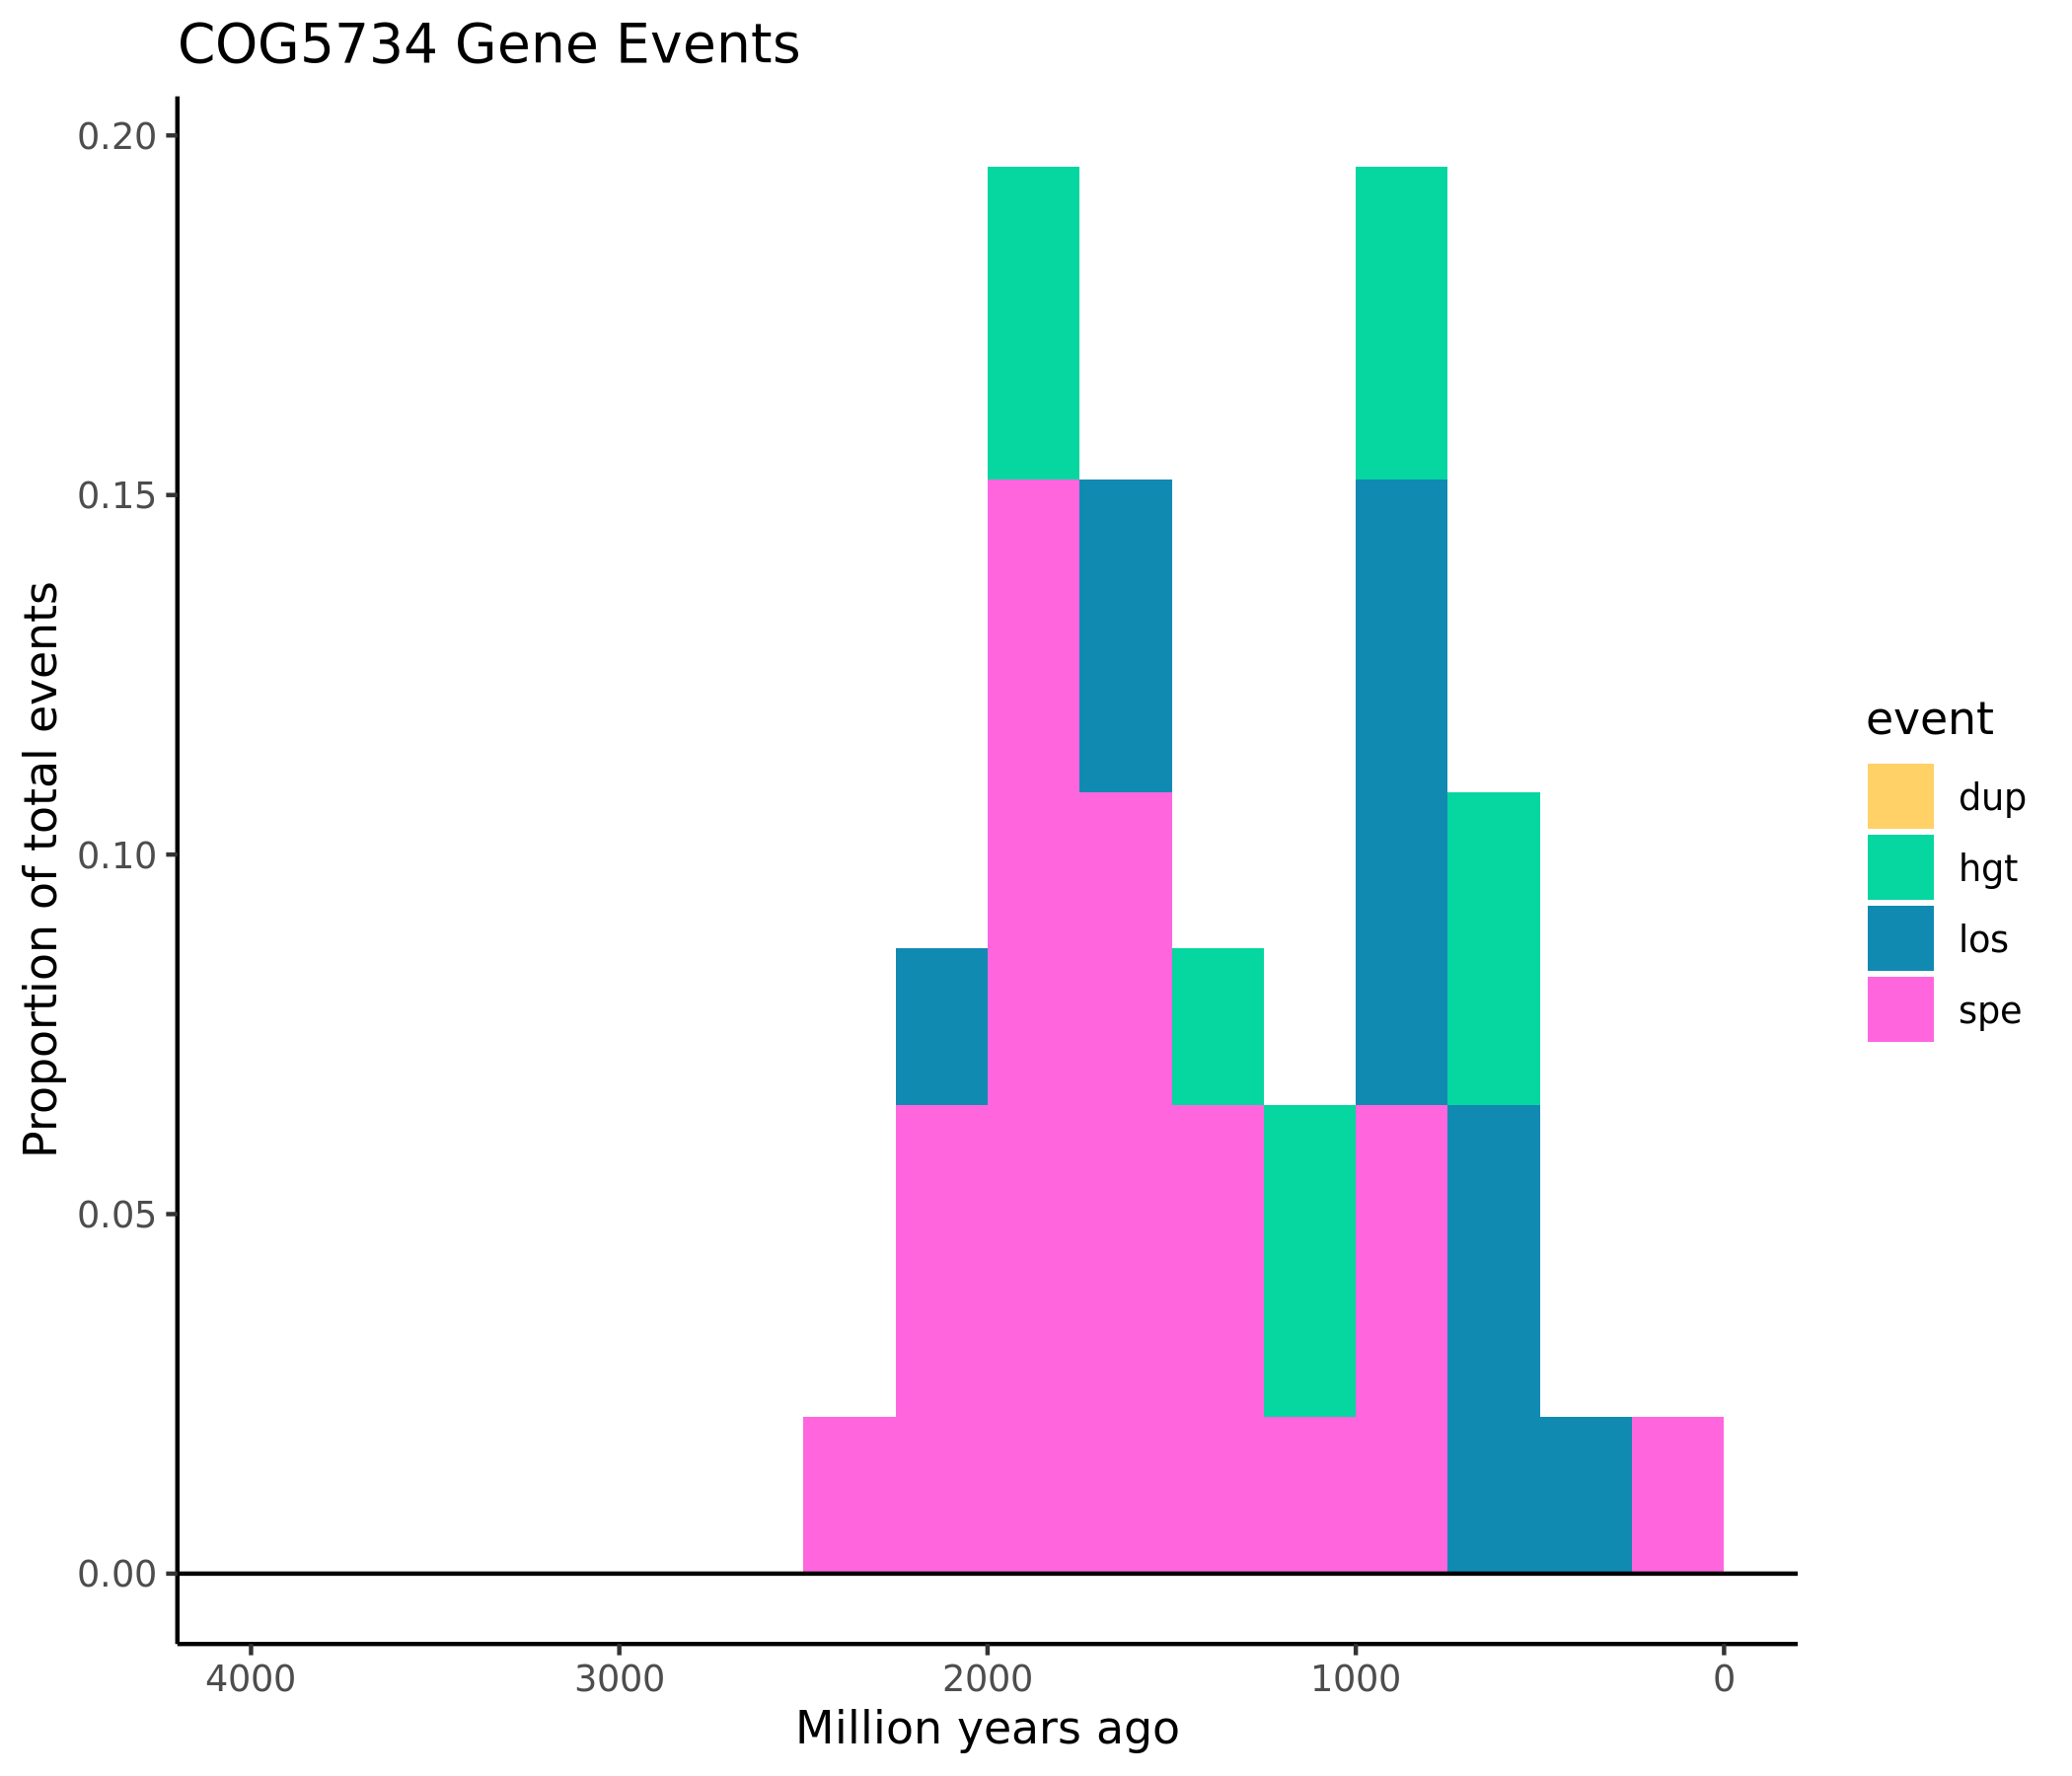 COG5734 Gene Events
0.20
0.15
0.10
0.05
0.00
Proportion of total events
4000 3000 2000 1000 0
Million years ago
event
dup
hgt
los
spe